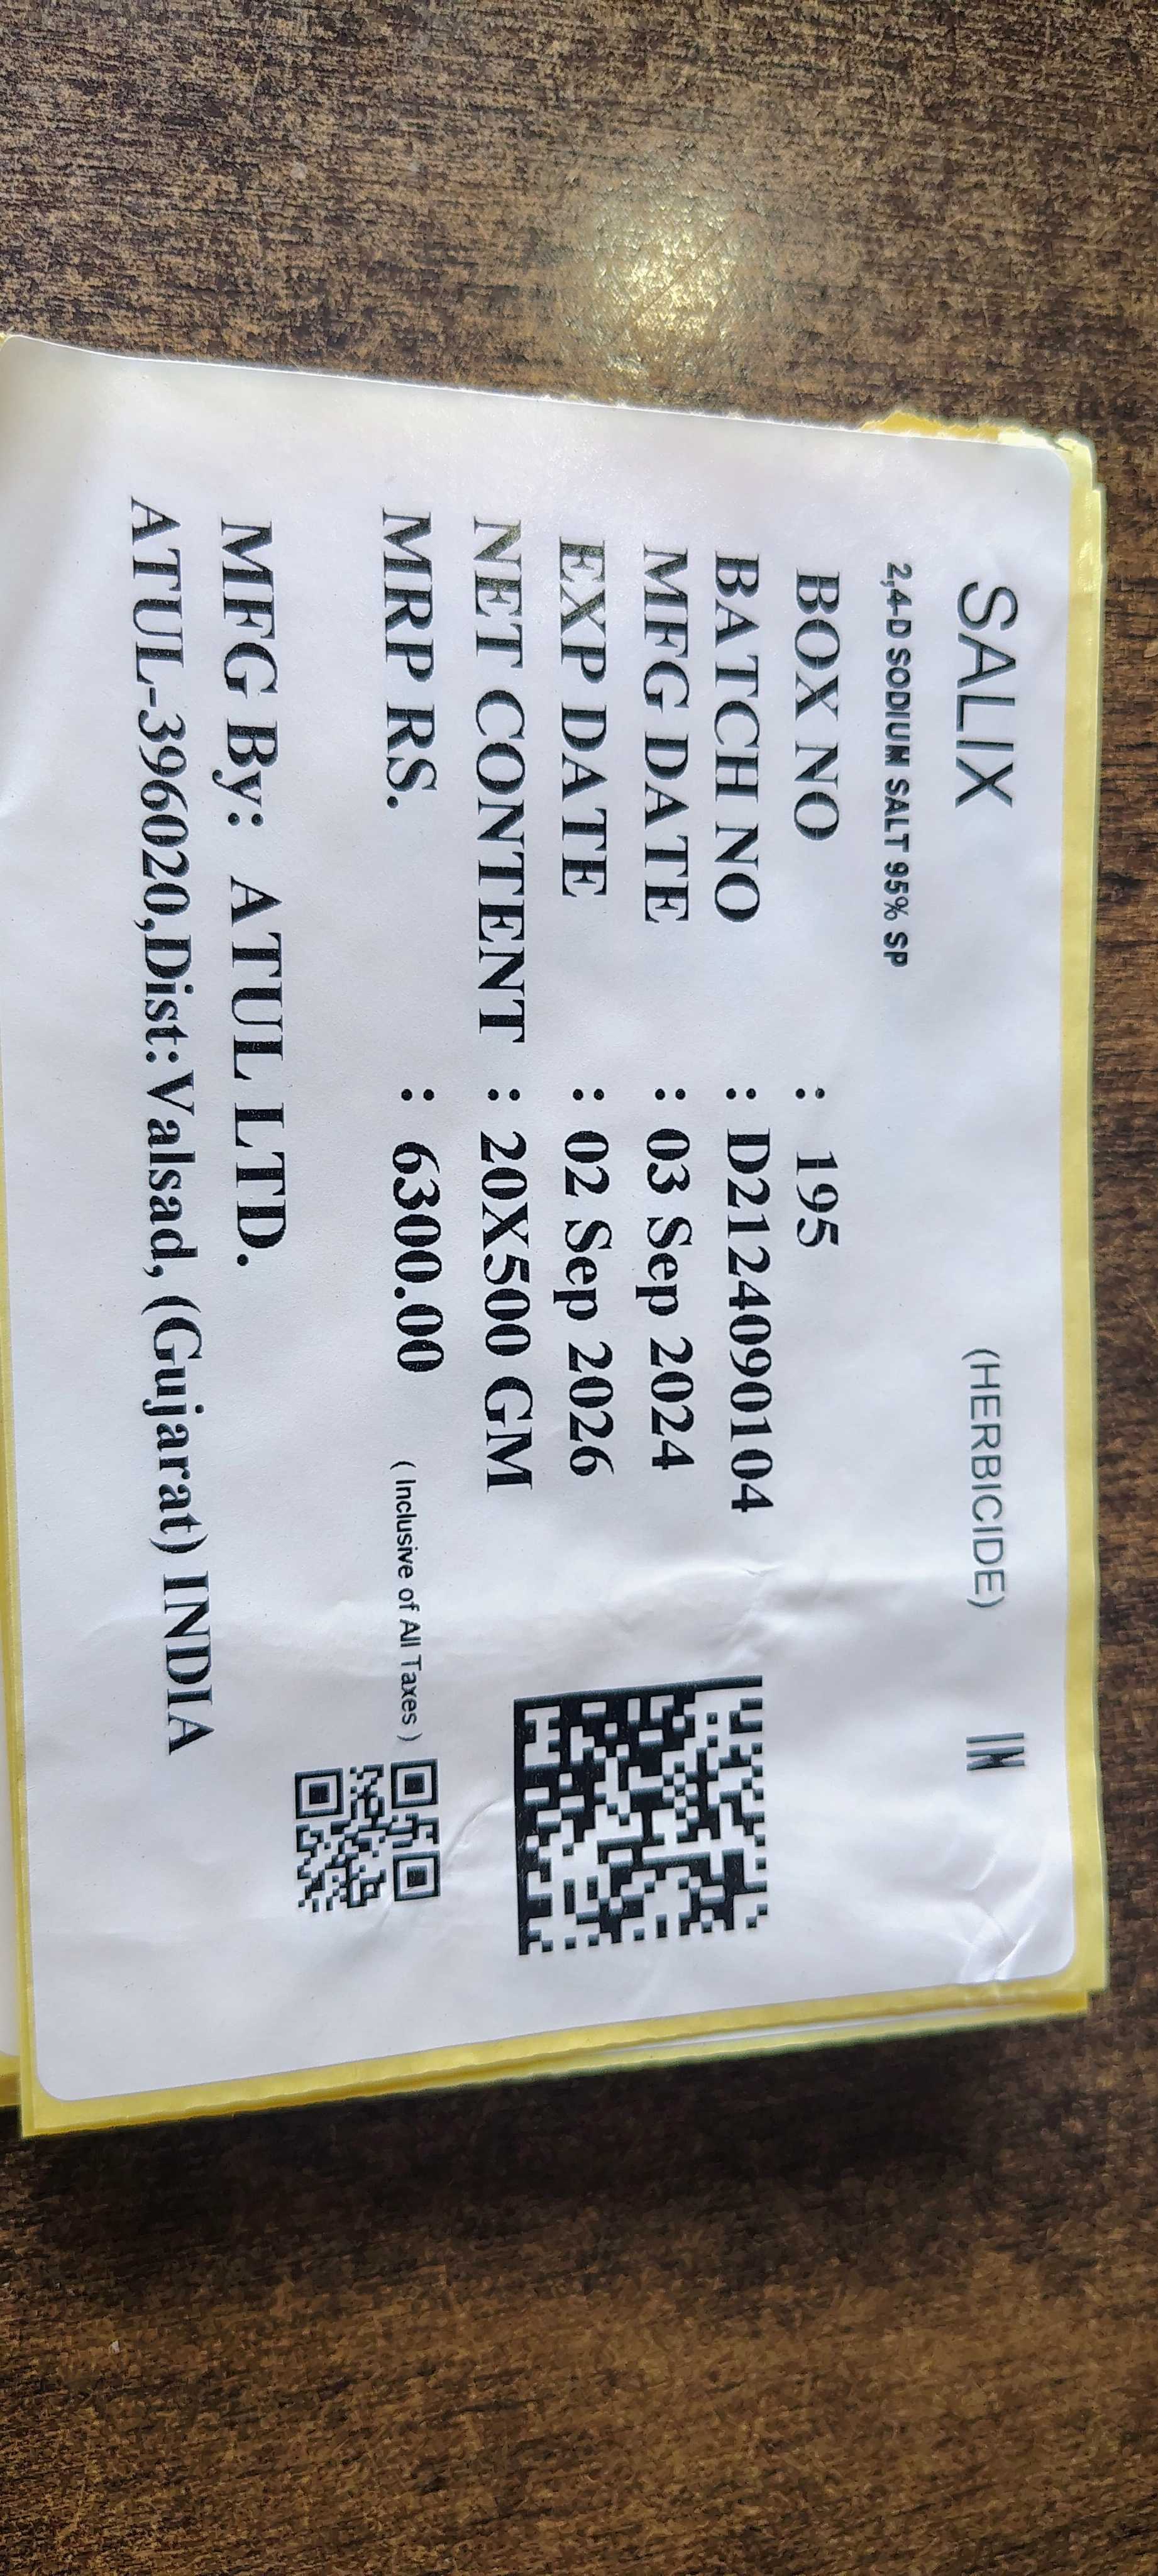 SALIX (HERBICIDE) IN
2,4-D SODIUM SALT 95% SP
BOX NO : 195
BATCH NO : D2124090104
MFG DATE : 03 Sep 2024
EXP DATE : 02 Sep 2026
NET CONTENT : 20X500 GM
MRP RS. : 6300.00 ( Inclusive of All Taxes )
MFG By: ATUL LTD.
ATUL-396020,Dist:Valsad, (Gujarat) INDIA